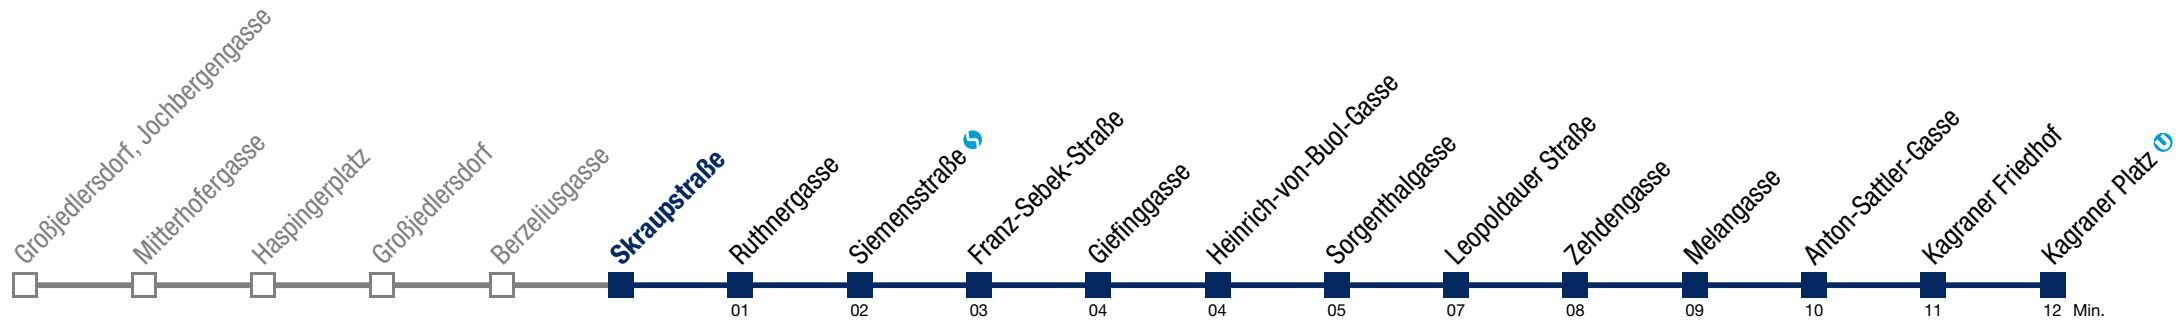 Großjedlersdorf, Jochbergengasse
Mitterhofergasse
Haspingerplatz
Großjedlersdorf
Berzeliusgasse
Skraupstraße
Ruthnergasse
Siemensstraße
Franz-Sebek-Straße
Giefinggasse
Heinrich-von-Buol-Gasse
Sorgenthalgasse
Leopoldauer Straße
Zehdengasse
Melangasse
Anton-Sattler-Gasse
Kagraner Friedhof
Kagraner Platz U
01 02 03 04 04 05 07 08 09 10 11 12 Min.